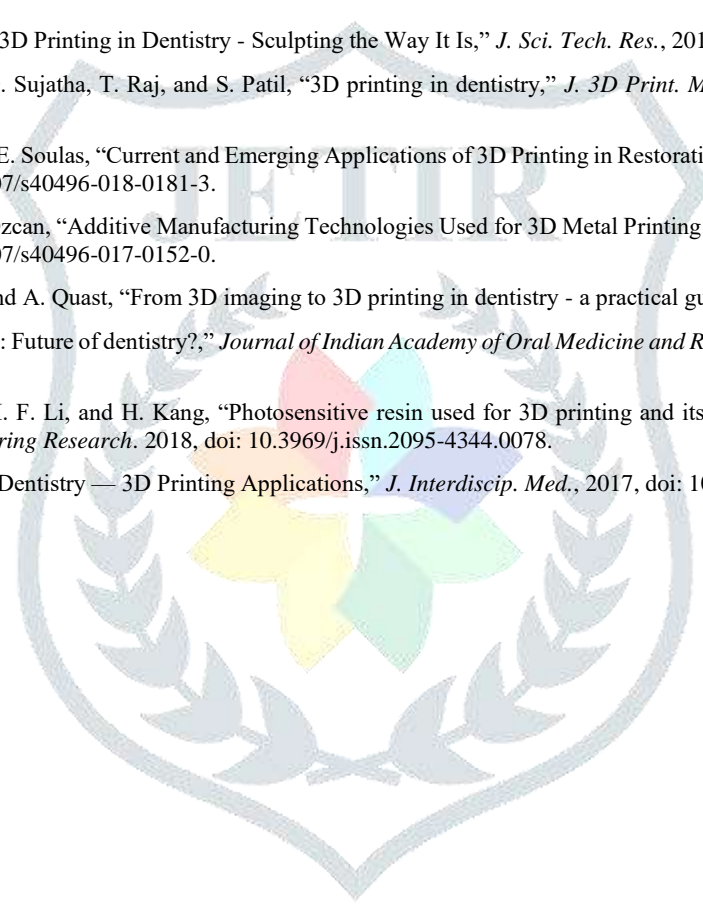 3D Printing in Dentistry - Sculpting the Way It Is,” J. Sci. Tech. Res., 201
. Sujatha, T. Raj, and S. Patil, “3D printing in dentistry,” J. 3D Print. M
E. Soulas, “Current and Emerging Applications of 3D Printing in Restorati
07/s40496-018-0181-3.
zcan, “Additive Manufacturing Technologies Used for 3D Metal Printing
07/s40496-017-0152-0.
nd A. Quast, “From 3D imaging to 3D printing in dentistry - a practical gu
: Future of dentistry?,” Journal of Indian Academy of Oral Medicine and R
. F. Li, and H. Kang, “Photosensitive resin used for 3D printing and its
ring Research. 2018, doi: 10.3969/j.issn.2095-4344.0078.
Dentistry — 3D Printing Applications,” J. Interdiscip. Med., 2017, doi: 10
JETIR